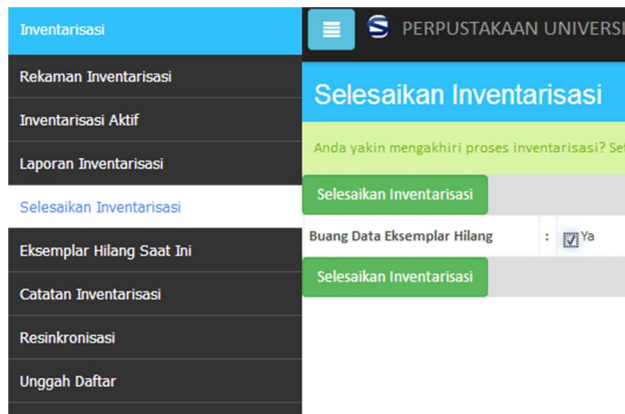 Inventarisasi
Rekaman Inventarisasi
Inventarisasi Aktif
Laporan Inventarisasi
Selesaikan Inventarisasi
Eksemplar Hilang Saat Ini
Catatan Inventarisasi
Resinkronisasi
Unggah Daftar
PERPUSTAKAAN
Selesaikan Inventarisasi
Anda yakin mengakhiri proses inventarisasi?
Selesaikan Inventarisasi
Buang Data Eksemplar Hilang : Ya
Selesaikan Inventarisasi